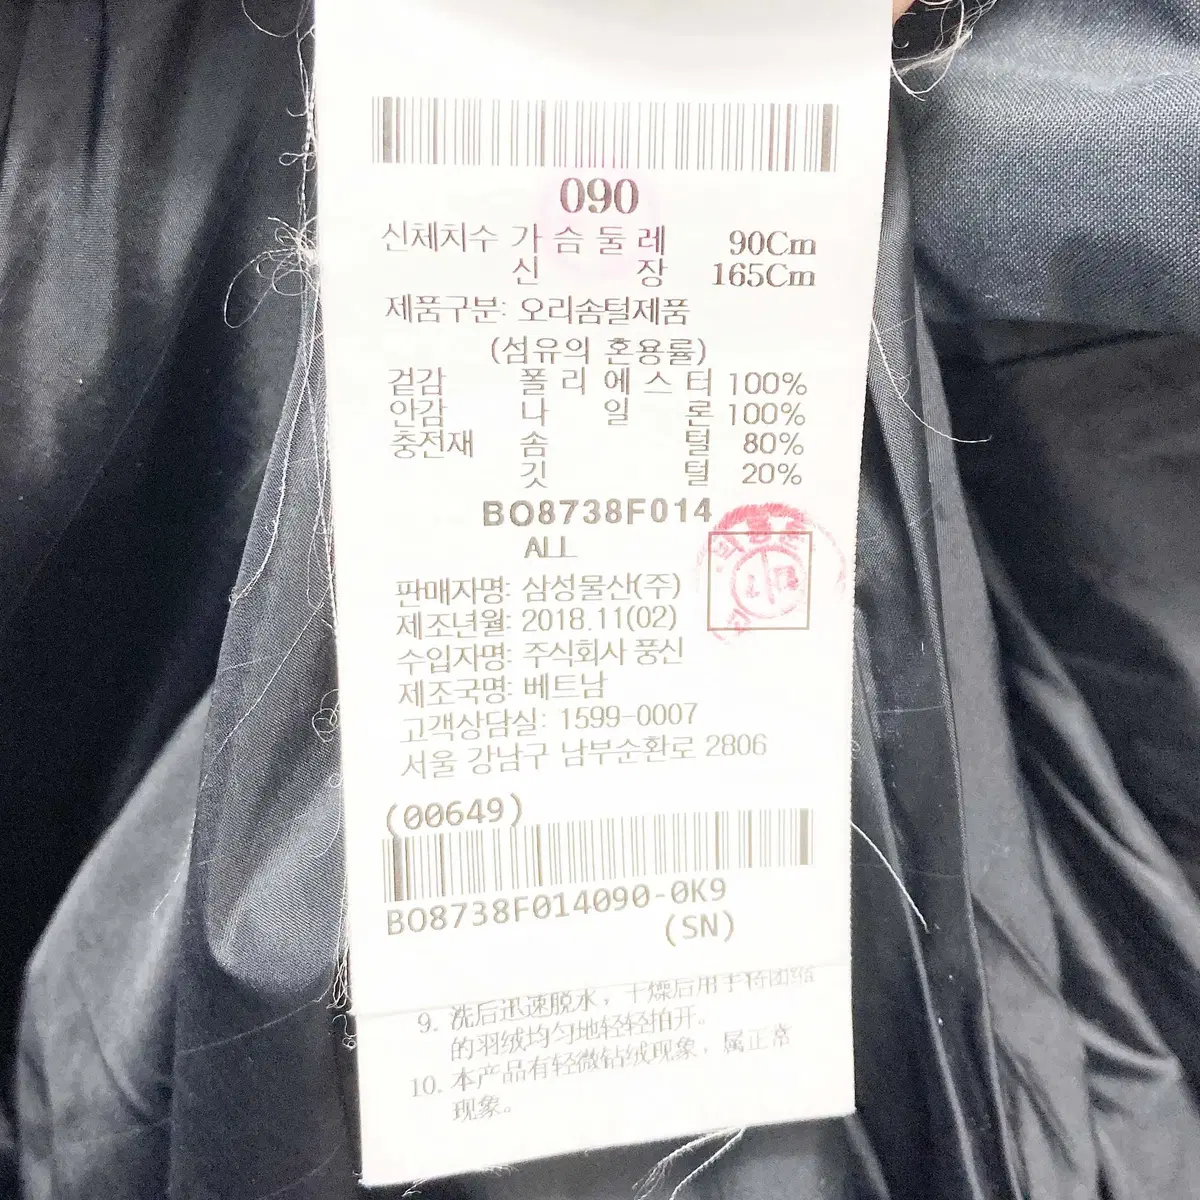 090
신체치수 가 슴 둘 레 90Cm
신 장 165Cm
제품구분: 오리솜털제품
(섬유의 혼용률)
겉감 폴 리 에 스 터 100%
안감 나 일 론 100%
충전재 솜 털 80%
깃 털 20%
BO8738F014
ALL
판매자명: 삼성물산(주)
제조년월: 2018.11(02)
수입자명: 주식회사 풍신
제조국명: 베트남
고객상담실: 1599-0007
서울 강남구 남부순환로 2806
(00649)
BO8738F014090-0K9
(SN)
9. 洗后迅速脱水，干燥后用手将团缩
的羽绒均匀地轻轻拍开。
10. 本产品有轻微钻绒现象，属正常
现象。